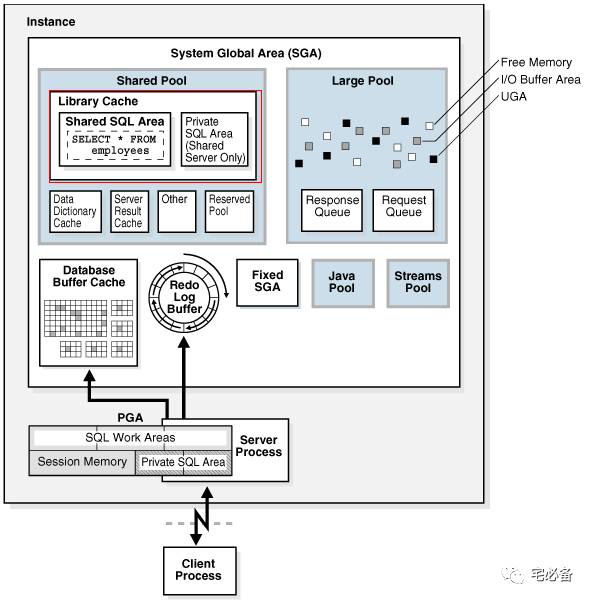 Instance
System Global Area (SGA)
Shared Pool
Library Cache
Shared SQL Area
SELECT * FROM
employees
Private
SQL Area
(Shared
Server Only)
Data
Dictionary
Cache
Server
Result
Cache
Other
Reserved
Pool
Large Pool
Response
Queue
Request
Queue
Free Memory
I/O Buffer Area
UGA
Database
Buffer Cache
Redo
Log
Buffer
Fixed
SGA
Java
Pool
Streams
Pool
PGA
SQL Work Areas
Session Memory
Private SQL Area
Server
Process
Client
Process
宅必备